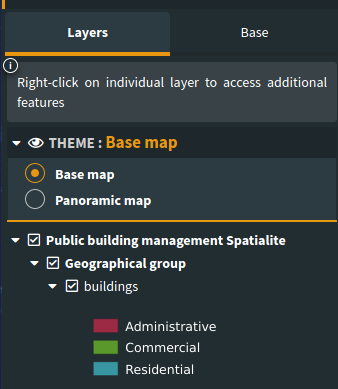 Layers Base
Right-click on individual layer to access additional
features
THEME : Base map
Base map
Panoramic map
Public building management Spatialite
Geographical group
buildings
Administrative
Commercial
Residential